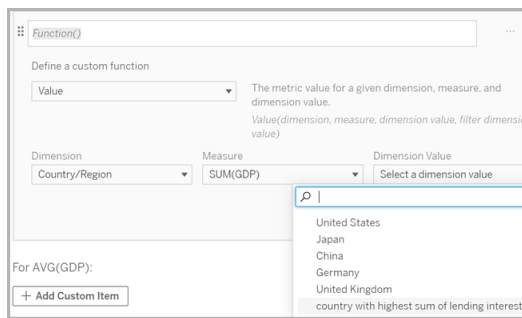 Function()
...
Define a custom function
Value
The metric value for a given dimension, measure, and
dimension value.
Value(dimension, measure, dimension value, filter
value)
Dimension
Measure
Dimension Value
Country/Region
SUM(GDP)
Select a dimension value
United States
Japan
China
Germany
United Kingdom
country with highest sum of lending interest
For AVG(GDP):
+ Add Custom Item